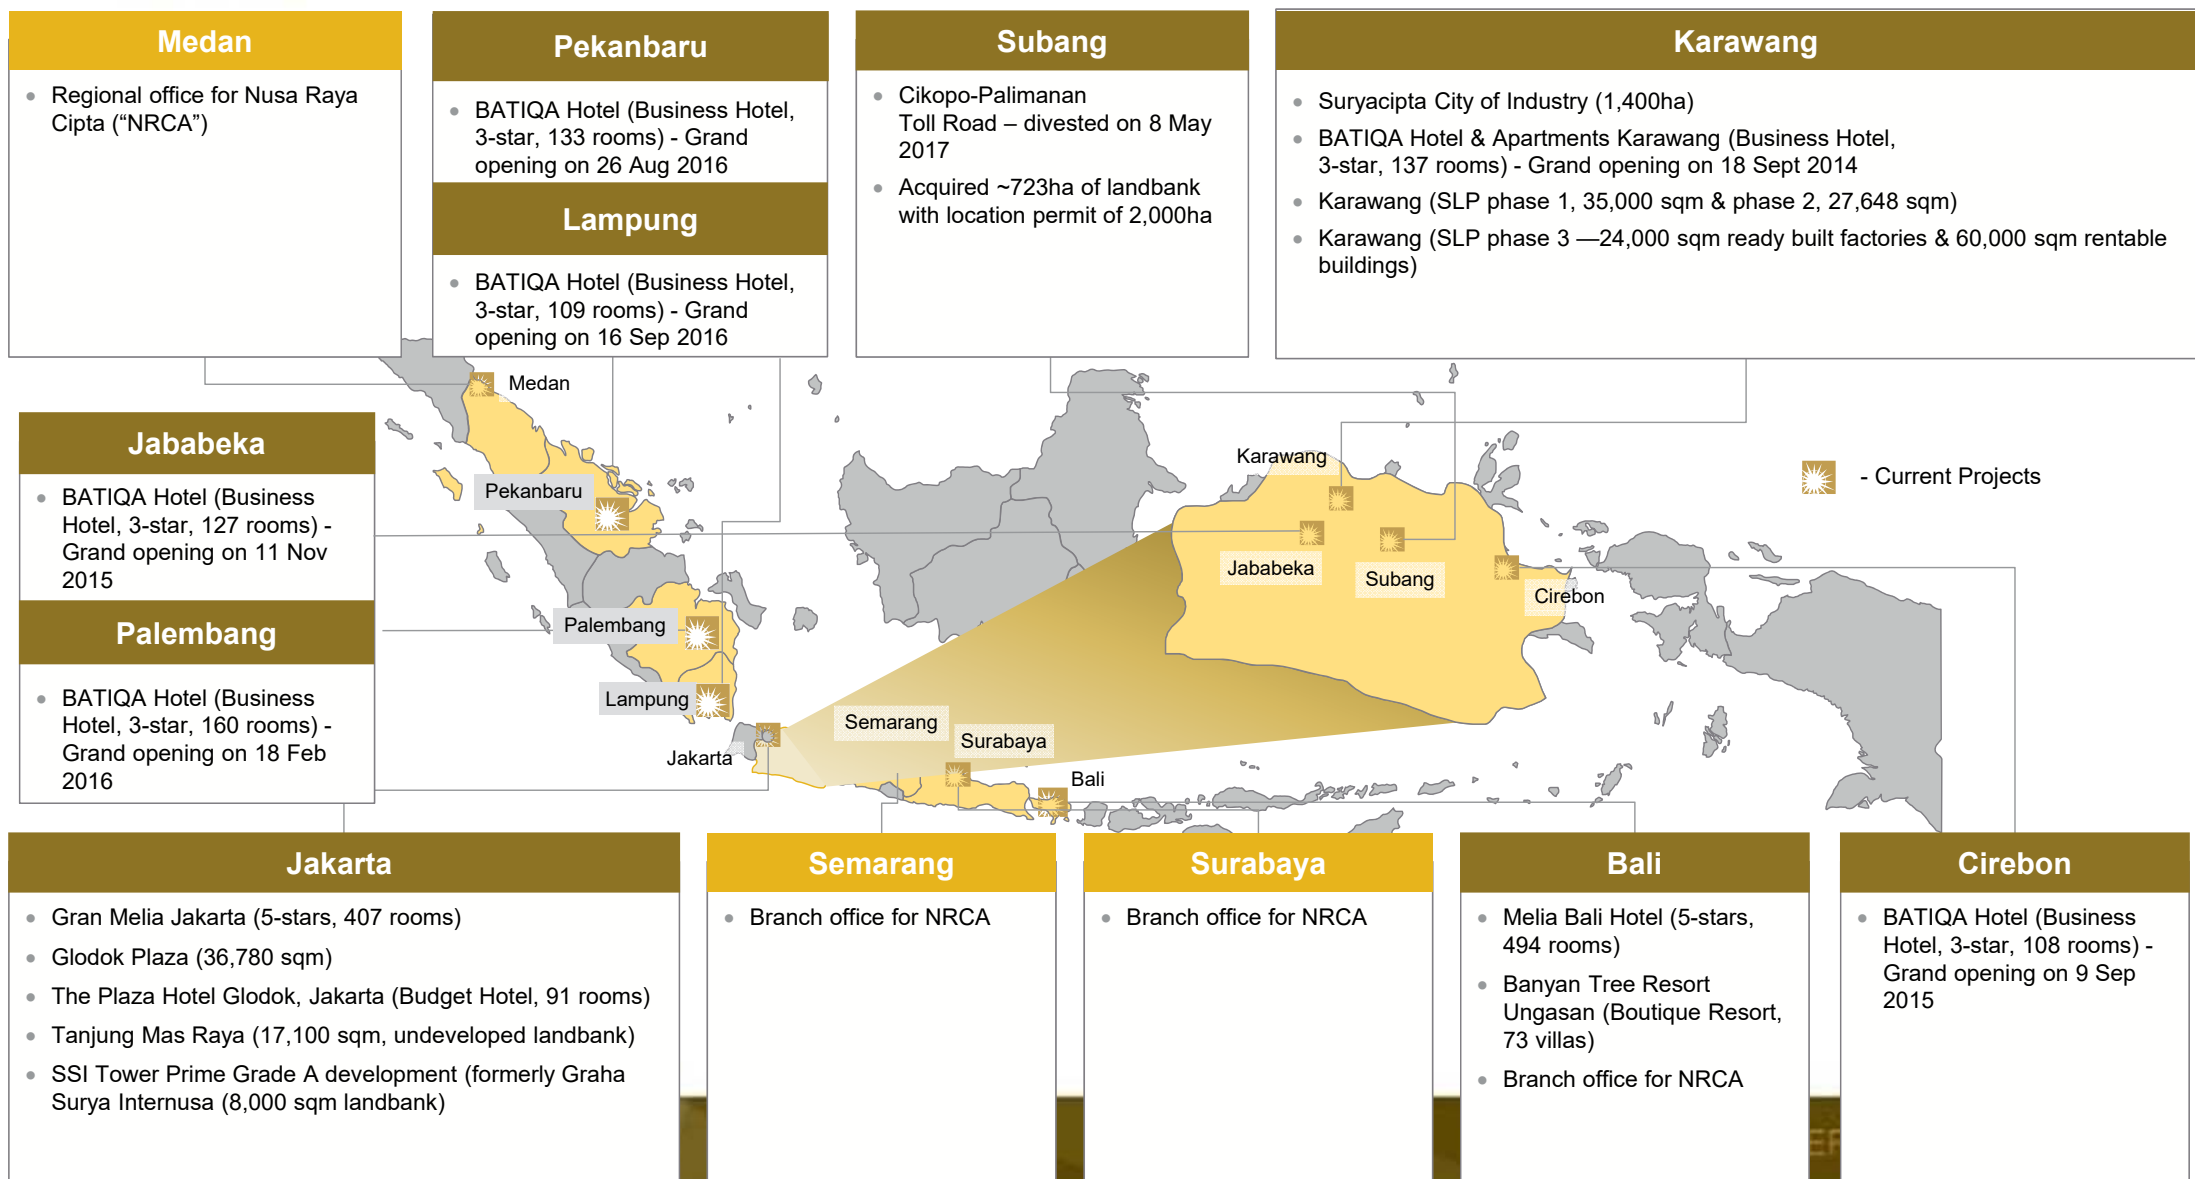 Medan
Regional office for Nusa Raya
Cipta (“NRCA”)
Pekanbaru
BATIQA Hotel (Business Hotel,
3-star, 133 rooms) - Grand
opening on 26 Aug 2016
Lampung
BATIQA Hotel (Business Hotel,
3-star, 109 rooms) - Grand
opening on 16 Sep 2016
Subang
Cikopo-Palimanan
Toll Road – divested on 8 May
2017
Acquired ~723ha of landbank
with location permit of 2,000ha
Karawang
Suryacipta City of Industry (1,400ha)
BATIQA Hotel & Apartments Karawang (Business Hotel,
3-star, 137 rooms) - Grand opening on 18 Sept 2014
Karawang (SLP phase 1, 35,000 sqm & phase 2, 27,648 sqm)
Karawang (SLP phase 3 —24,000 sqm ready built factories & 60,000 sqm rentable
buildings)
Jababeka
BATIQA Hotel (Business
Hotel, 3-star, 127 rooms) -
Grand opening on 11 Nov
2015
Palembang
BATIQA Hotel (Business
Hotel, 3-star, 160 rooms) -
Grand opening on 18 Feb
2016
Medan
Pekanbaru
Palembang
Lampung
Jakarta
Semarang
Surabaya
Bali
Karawang
Jababeka
Subang
Cirebon
- Current Projects
Jakarta
Gran Melia Jakarta (5-stars, 407 rooms)
Glodok Plaza (36,780 sqm)
The Plaza Hotel Glodok, Jakarta (Budget Hotel, 91 rooms)
Tanjung Mas Raya (17,100 sqm, undeveloped landbank)
SSI Tower Prime Grade A development (formerly Graha
Surya Internusa (8,000 sqm landbank)
Semarang
Branch office for NRCA
Surabaya
Branch office for NRCA
Bali
Melia Bali Hotel (5-stars,
494 rooms)
Banyan Tree Resort
Ungasan (Boutique Resort,
73 villas)
Branch office for NRCA
Cirebon
BATIQA Hotel (Business
Hotel, 3-star, 108 rooms) -
Grand opening on 9 Sep
2015